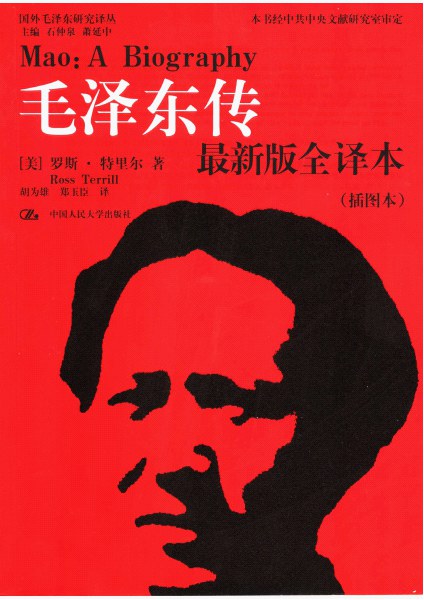 国外毛泽东研究译丛
主编 石仲泉 萧延中
本书经中共中央文献研究室审定
Mao: A Biography
毛泽东传
[美] 罗斯·特里尔 著
Ross Terrill
胡为雄 郑玉臣 译
最新版全译本
(插图本)
中国人民大学出版社